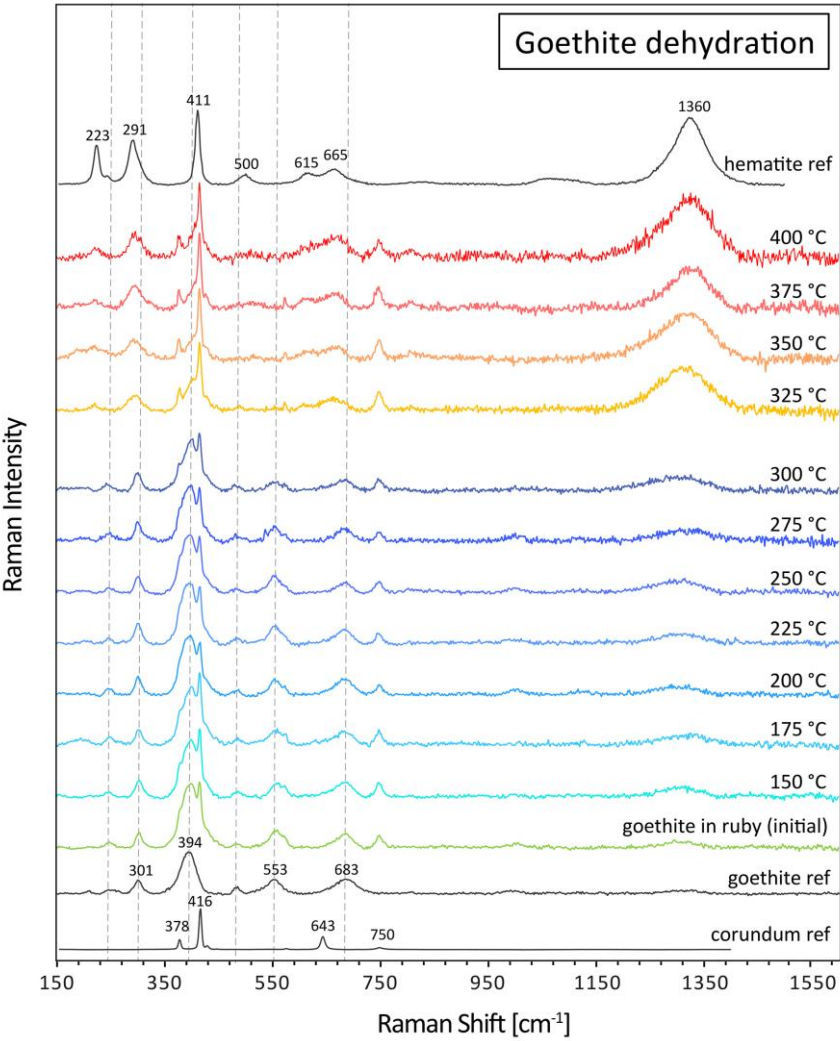 Goethite dehydration
411
223
291
1360
500
615
665
hematite ref
400 °C
375 °C
350 °C
325 °C
300 °C
275 °C
250 °C
225 °C
200 °C
175 °C
150 °C
goethite in ruby (initial)
394
301
553
683
goethite ref
416
378
643
750
corundum ref
150
350
550
750
950
1150
1350
1550
Raman Shift [cm⁻¹]
Raman Intensity